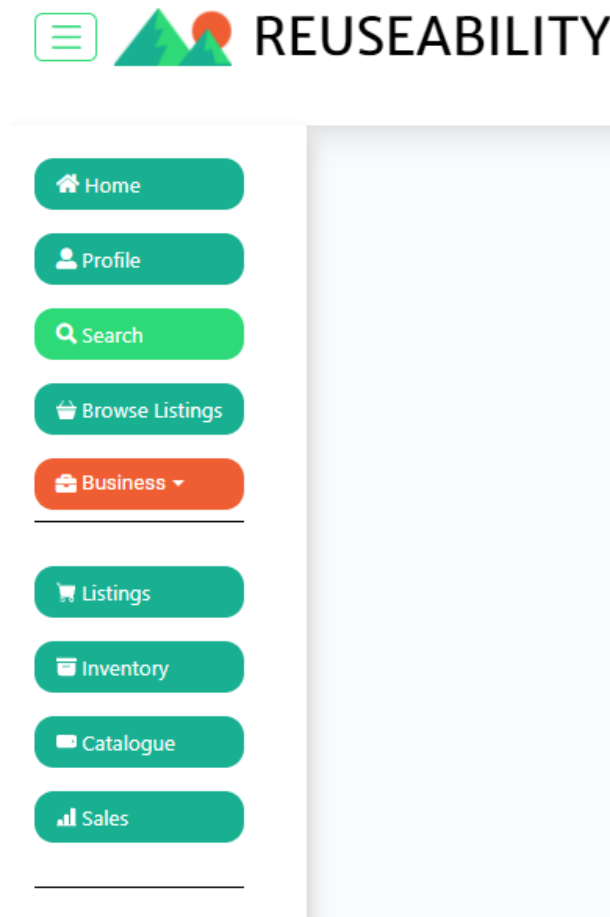 REUSEABILITY
Home
Profile
Search
Browse Listings
Business
Listings
Inventory
Catalogue
Sales